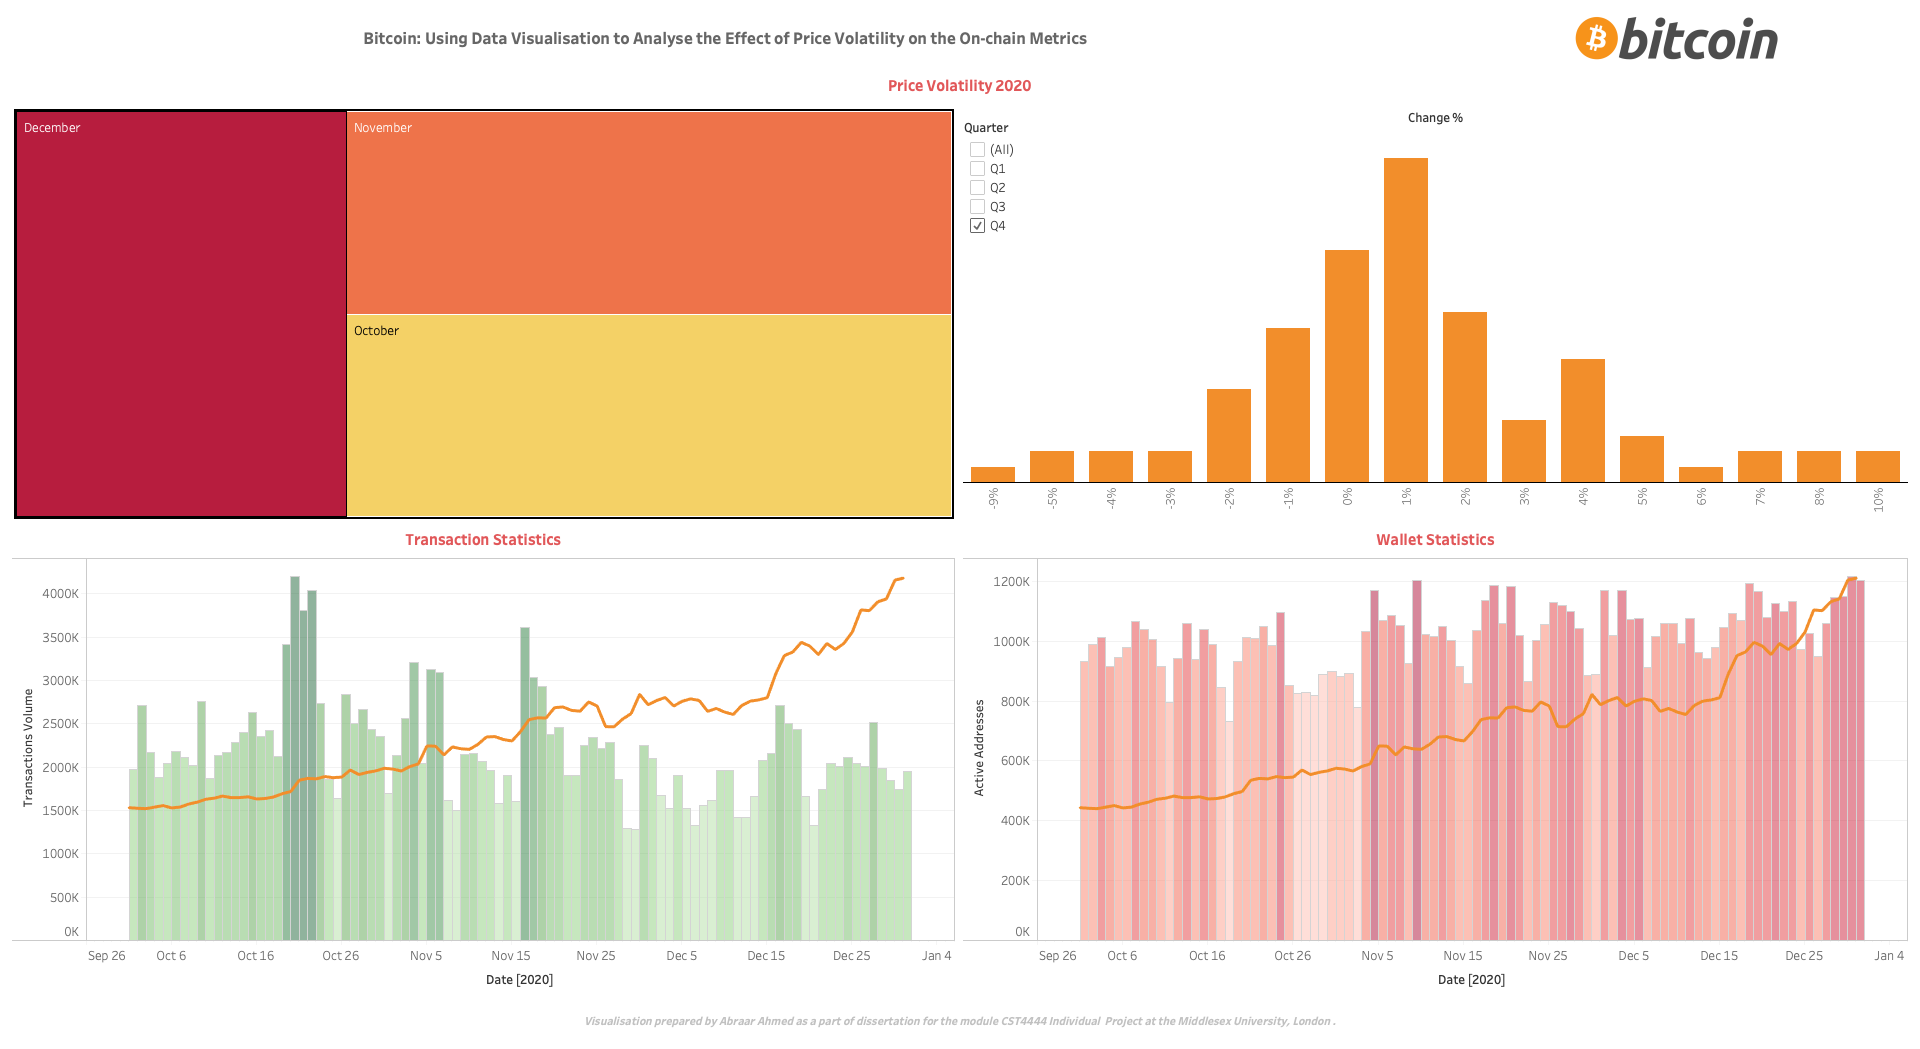 Bitcoin: Using Data Visualisation to Analyse the Effect of Price Volatility on the On-chain Metrics
bitcoin
Price Volatility 2020
December
November
October
Quarter
(All)
Q1
Q2
Q3
Q4
Change %
-9%
-5%
-4%
-3%
-2%
-1%
0%
1%
2%
3%
4%
5%
6%
7%
8%
10%
Transaction Statistics
Transactions Volume
4000K
3500K
3000K
2500K
2000K
1500K
1000K
500K
0K
Sep 26 Oct 6 Oct 16 Oct 26 Nov 5 Nov 15 Nov 25 Dec 5 Dec 15 Dec 25 Jan 4
Date [2020]
Wallet Statistics
Active Addresses
1200K
1000K
800K
600K
400K
200K
0K
Sep 26 Oct 6 Oct 16 Oct 26 Nov 5 Nov 15 Nov 25 Dec 5 Dec 15 Dec 25 Jan 4
Date [2020]
Visualisation prepared by Abraar Ahmed as a part of dissertation for the module CST4444 Individual Project at the Middlesex University, London .